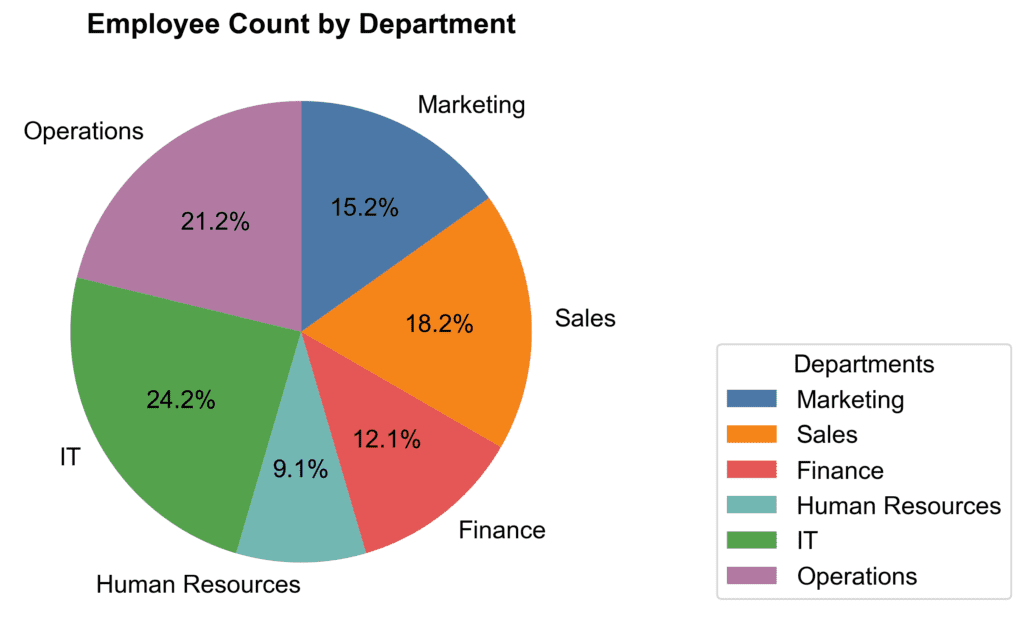 Employee Count by Department
Marketing
Operations
15.2%
21.2%
Sales
18.2%
24.2%
12.1%
9.1%
IT
Finance
Human Resources
Departments
Marketing
Sales
Finance
Human Resources
IT
Operations